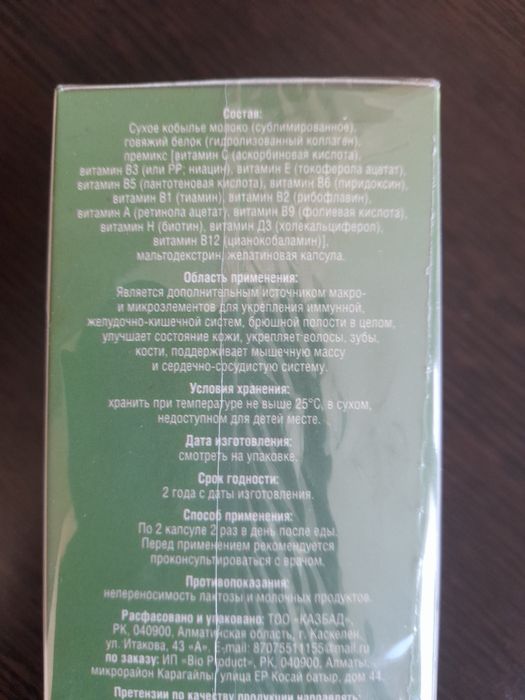 Состав:
Сухое кобылье молоко (сублимированное),
говяжий белок (гидролизованный коллаген),
премикс [витамин С (аскорбиновая кислота),
витамин В3 (или РР, ниацин), витамин Е (токоферола ацетат),
витамин В5 (пантотеновая кислота), витамин В6 (пиридоксин),
витамин В1 (тиамин), витамин В2 (рибофлавин),
витамин А (ретинола ацетат), витамин В9 (фолиевая кислота),
витамин Н (биотин), витамин Д3 (холекальциферол),
витамин В12 (цианокобаламин)],
мальтодекстрин, желатиновая капсула.
Область применения:
Является дополнительным источником макро-
и микроэлементов для укрепления иммунной,
желудочно-кишечной систем, брюшной полости в целом,
улучшает состояние кожи, укрепляет волосы, зубы,
кости, поддерживает мышечную массу
и сердечно-сосудистую систему.
Условия хранения:
хранить при температуре не выше 25°С, в сухом,
недоступном для детей месте.
Дата изготовления:
смотреть на упаковке.
Срок годности:
2 года с даты изготовления.
Способ применения:
По 2 капсуле 2 раз в день после еды.
Перед применением рекомендуется
проконсультироваться с врачом.
Противопоказания:
непереносимость лактозы и молочных продуктов.
Расфасовано и упаковано: ТОО «КАЗБАД»,
РК, 040900, Алматинская область, г. Каскелен,
ул. Итакова, 43 «А». E-mail: 87075511155@mail.ru
по заказу: ИП «Bio Product», РК, 040900, Алматы,
микрорайон Карагайлы улица ЕР Косай батыр, дом 44.
Претензии по качеству продукции направлять: